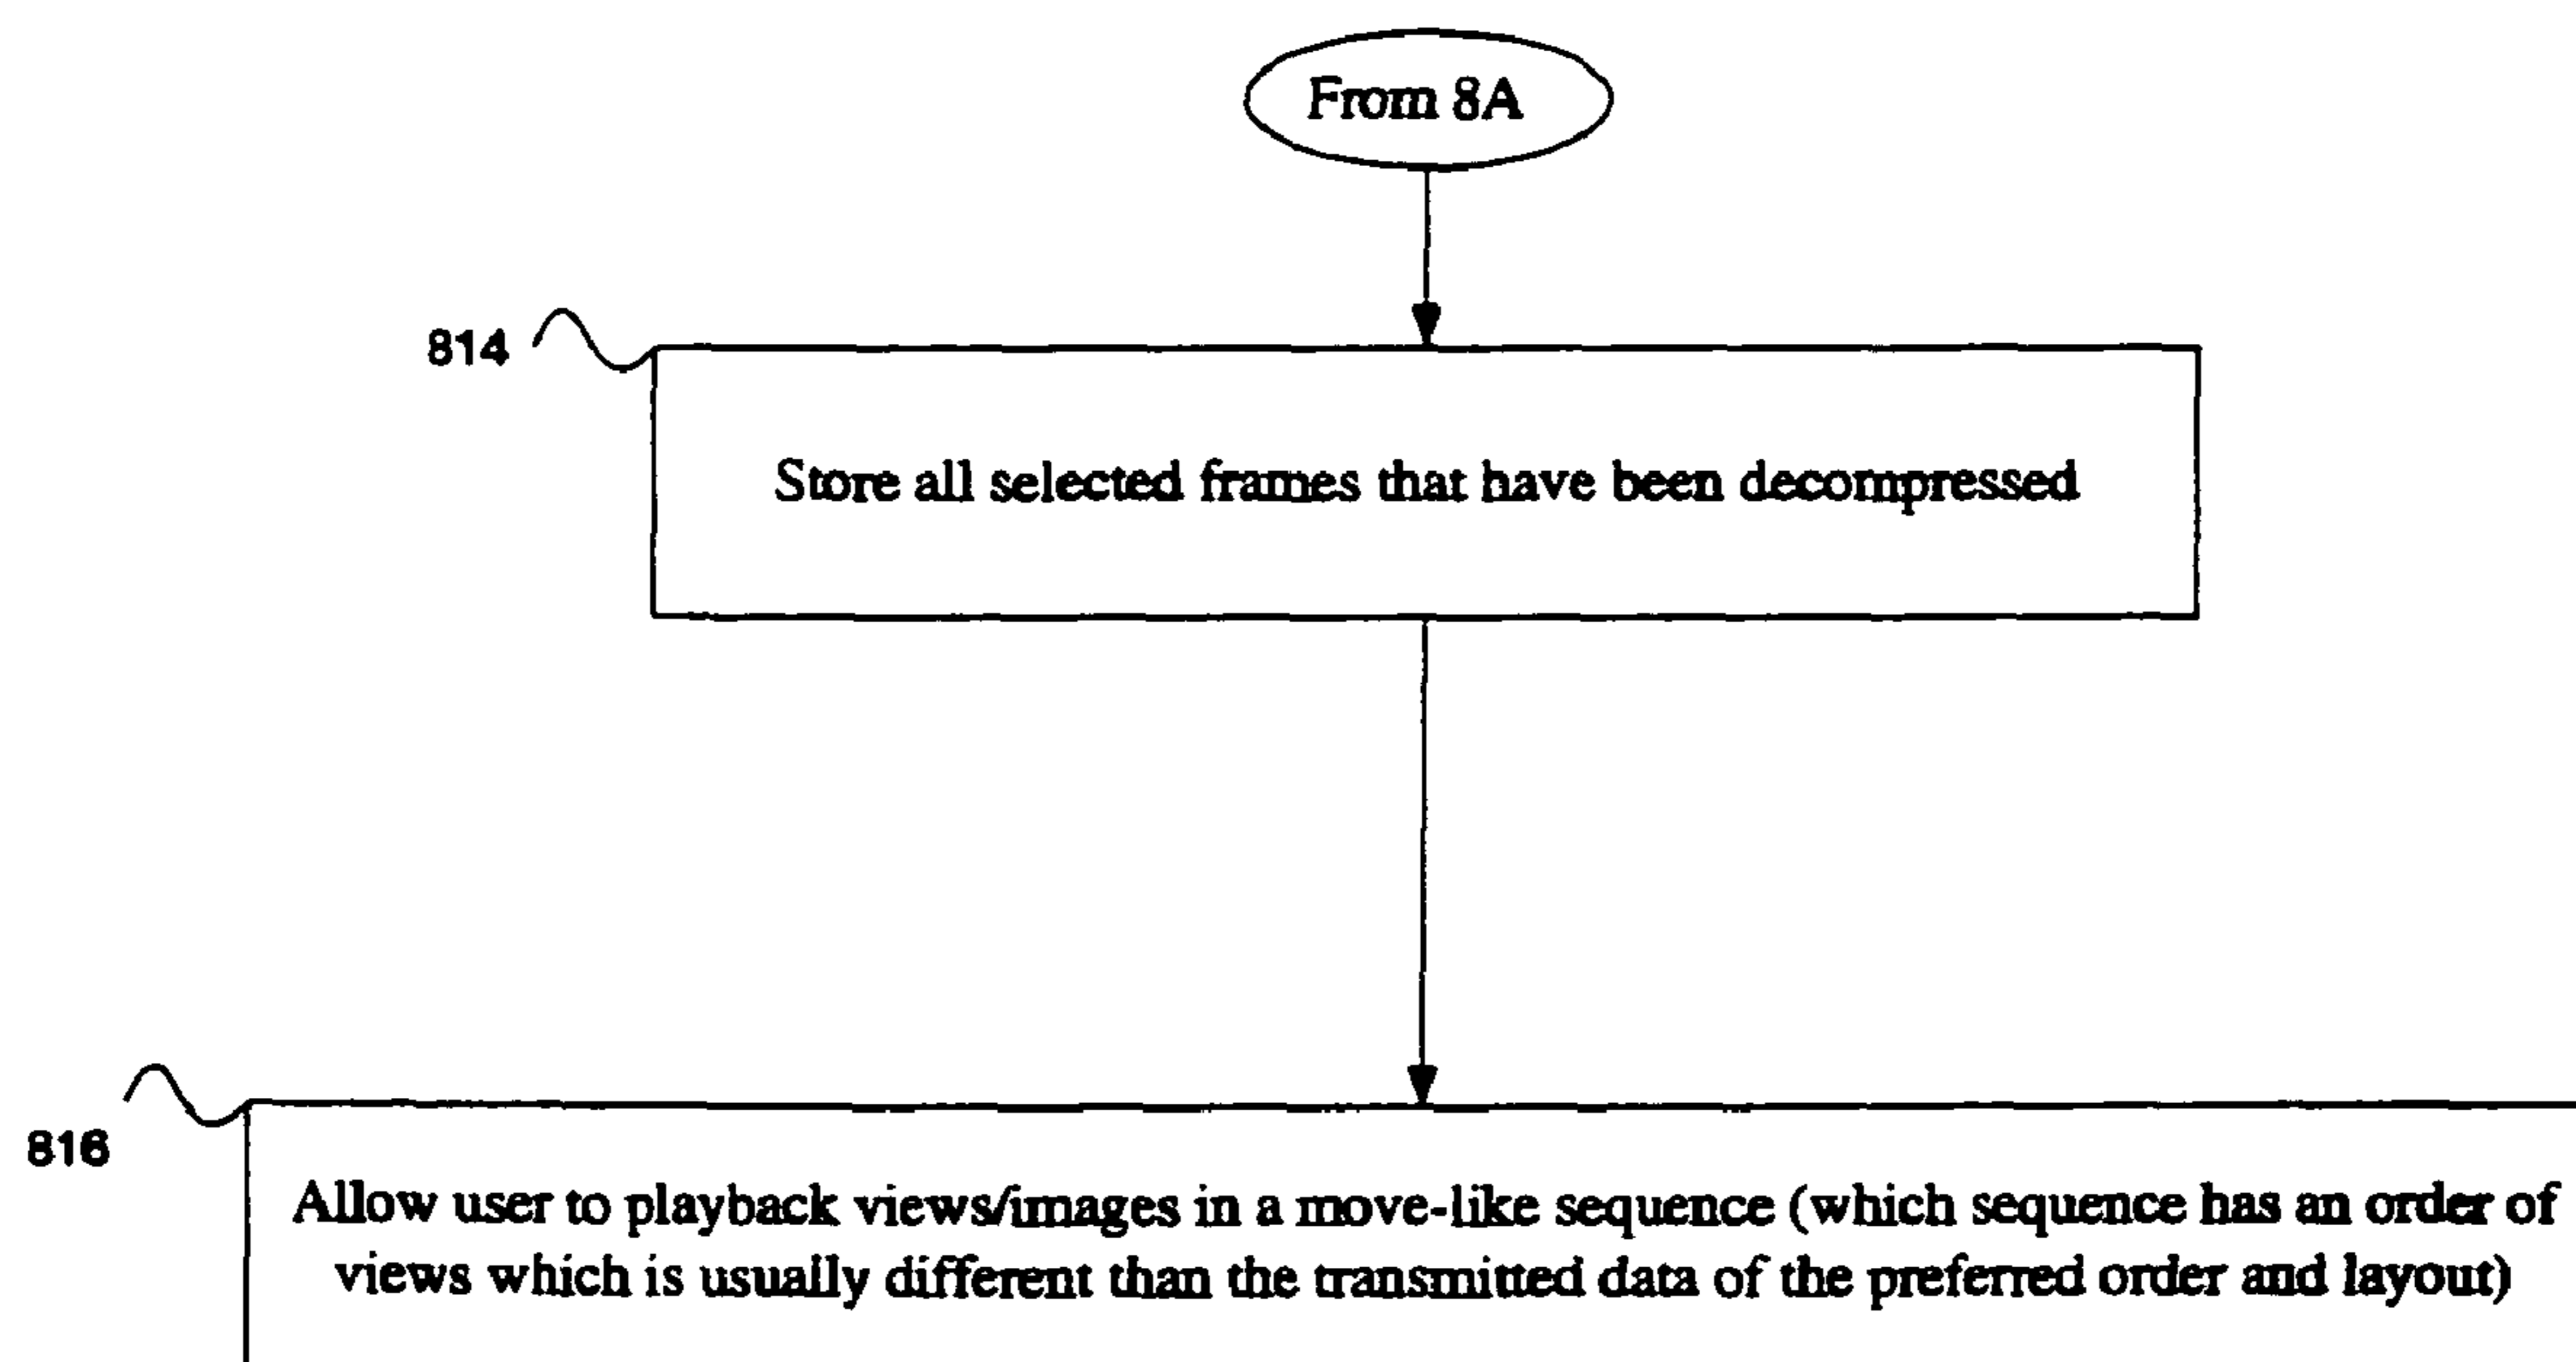 From 8A
814
Store all selected frames that have been decompressed
816
Allow user to playback views/images in a move-like sequence (which sequence has an order of
views which is usually different than the transmitted data of the preferred order and layout)